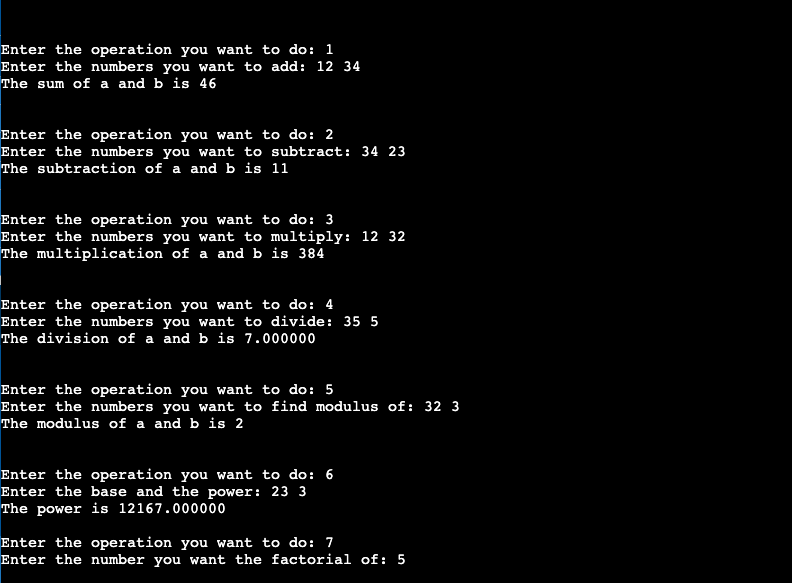 Enter the operation you want to do: 1
Enter the numbers you want to add: 12 34
The sum of a and b is 46
Enter the operation you want to do: 2
Enter the numbers you want to subtract: 34 23
The subtraction of a and b is 11
Enter the operation you want to do: 3
Enter the numbers you want to multiply: 12 32
The multiplication of a and b is 384
Enter the operation you want to do: 4
Enter the numbers you want to divide: 35 5
The division of a and b is 7.000000
Enter the operation you want to do: 5
Enter the numbers you want to find modulus of: 32 3
The modulus of a and b is 2
Enter the operation you want to do: 6
Enter the base and the power: 23 3
The power is 12167.000000
Enter the operation you want to do: 7
Enter the number you want the factorial of: 5